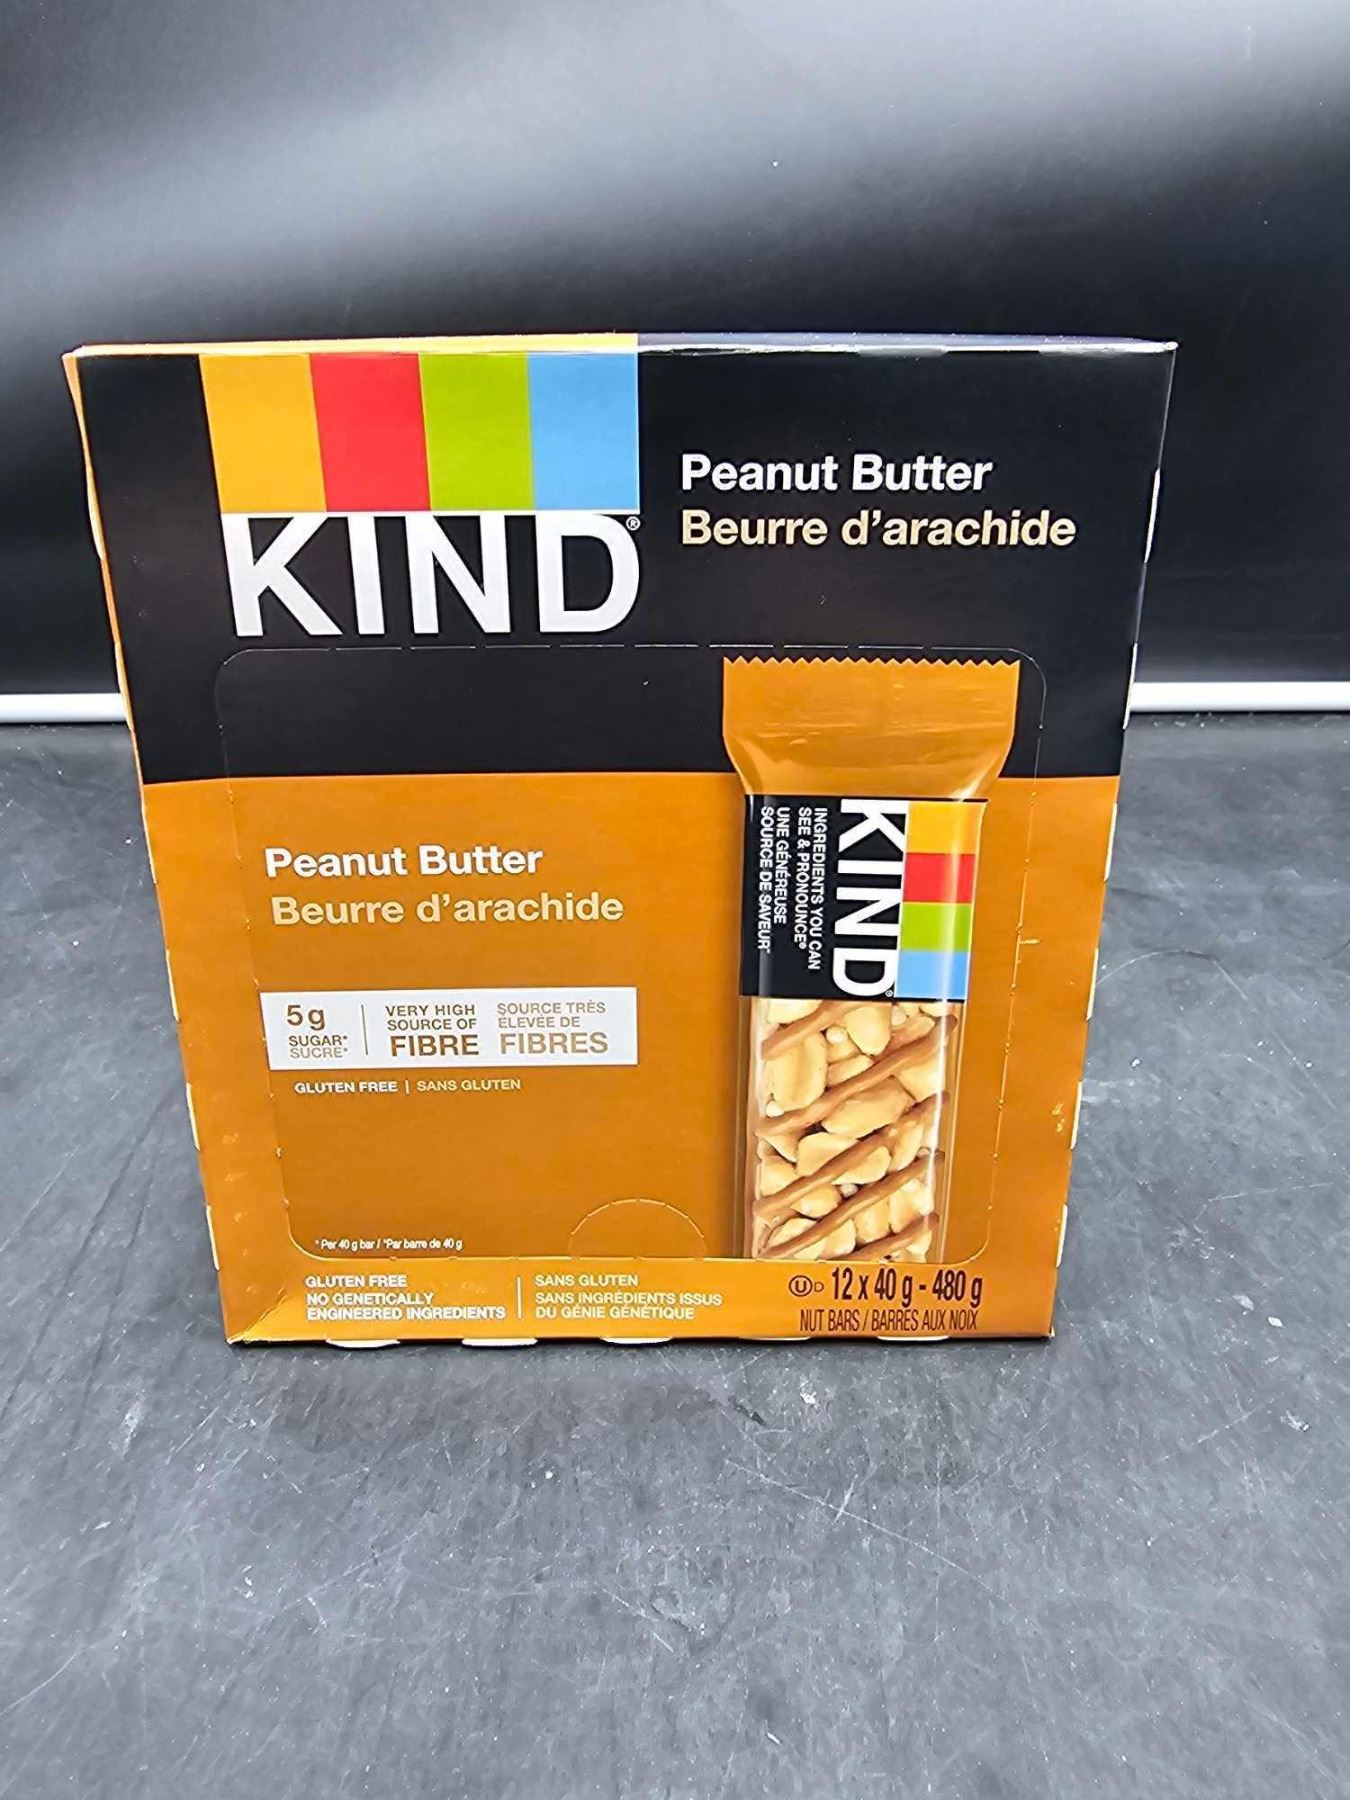 KIND®
Peanut Butter
Beurre d'arachide
KIND®
INGREDIENTS YOU CAN
SEE & PRONOUNCE®
UNE GÉNÉREUSE
SOURCE DE SAVEUR
Peanut Butter
Beurre d'arachide
5g
SUGAR*
SUCRE*
VERY HIGH
SOURCE OF
FIBRE
SOURCE TRÈS
ÉLEVÉE DE
FIBRES
GLUTEN FREE | SANS GLUTEN
*Per 40 g bar / *Par barre de 40 g
GLUTEN FREE
NO GENETICALLY
ENGINEERED INGREDIENTS
SANS GLUTEN
SANS INGRÉDIENTS ISSUS
DU GÉNIE GÉNÉTIQUE
U D 12 x 40 g - 480 g
NUT BARS / BARRES AUX NOIX